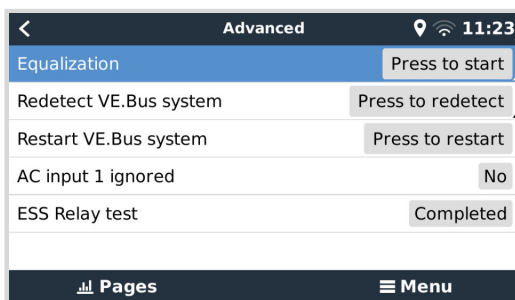 Advanced 11:23
Equalization Press to start
Redetect VE.Bus system Press to redetect
Restart VE.Bus system Press to restart
AC input 1 ignored No
ESS Relay test Completed
Pages Menu